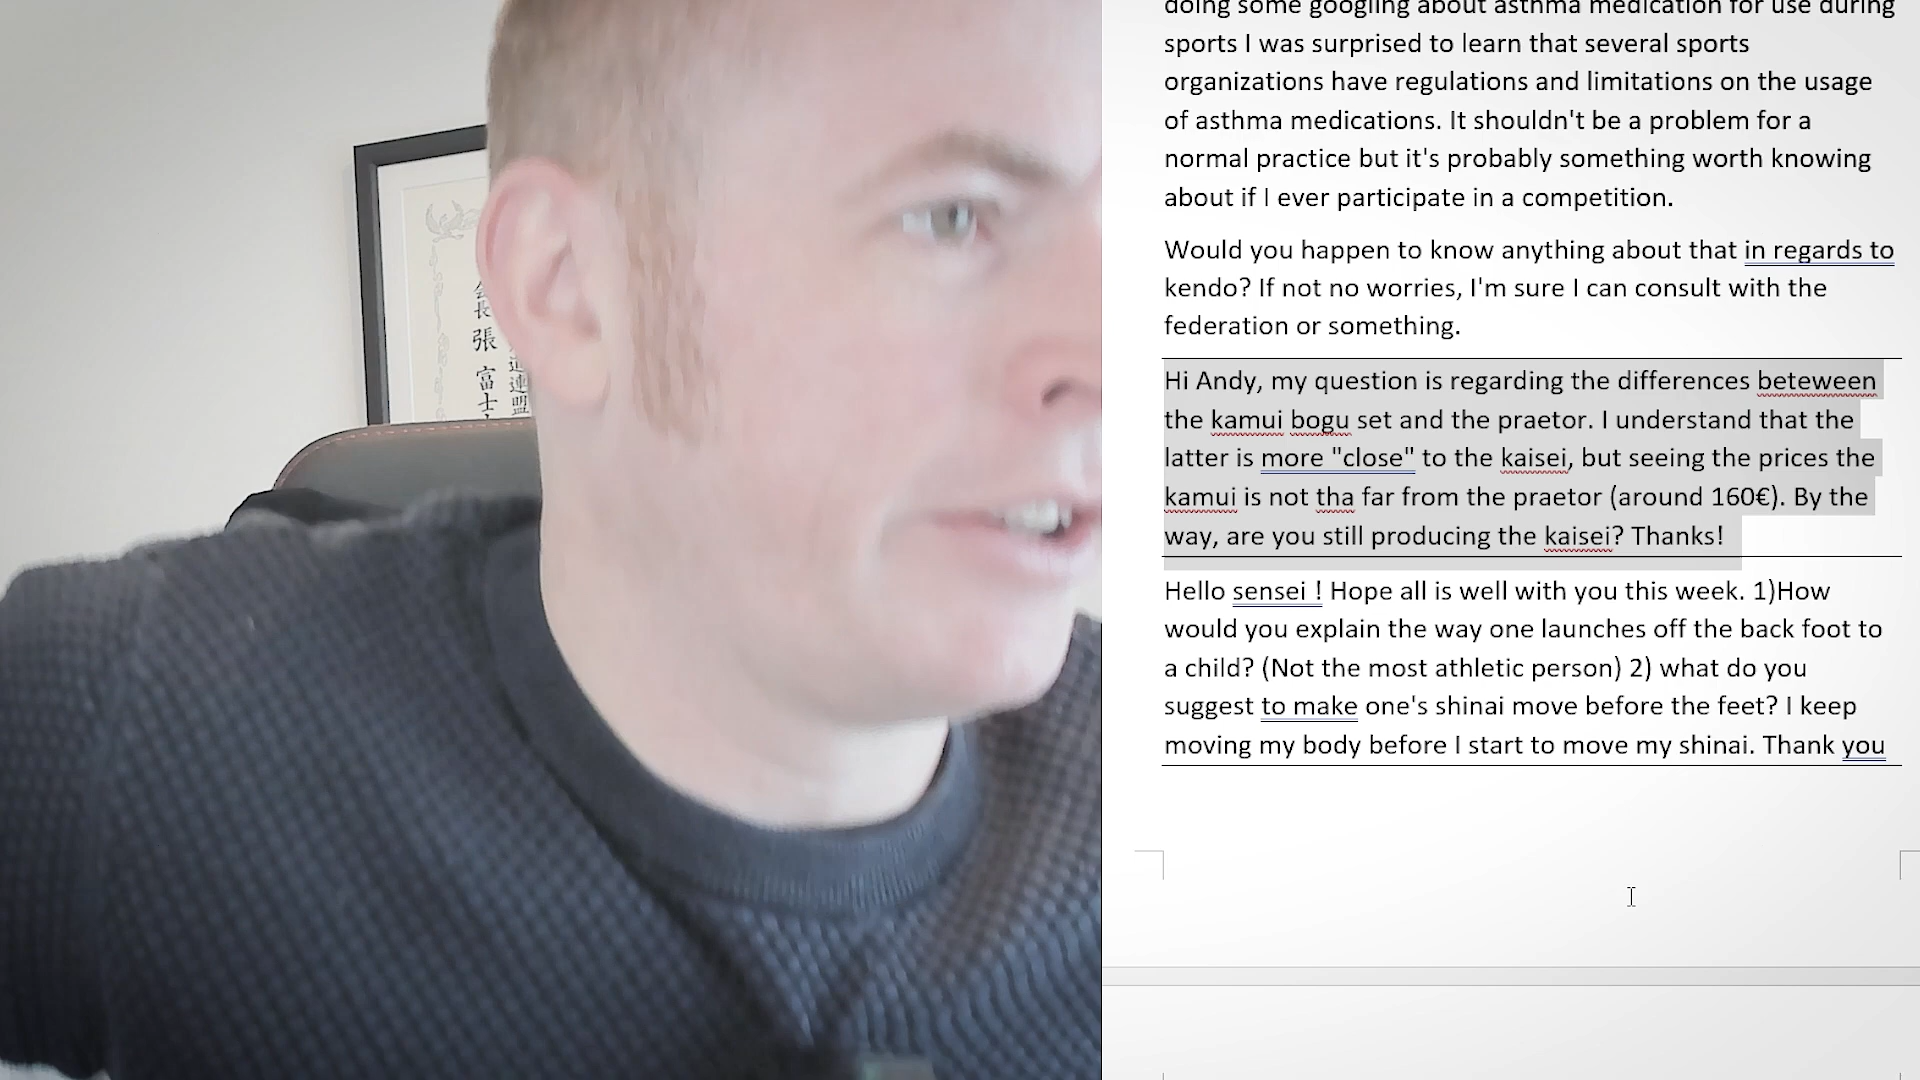 doing some googling about asthma medication for use during
sports I was surprised to learn that several sports
organizations have regulations and limitations on the usage
of asthma medications. It shouldn't be a problem for a
normal practice but it's probably something worth knowing
about if I ever participate in a competition.
Would you happen to know anything about that in regards to
kendo? If not no worries, I'm sure I can consult with the
federation or something.
Hi Andy, my question is regarding the differences beteween
the kamui bogu set and the praetor. I understand that the
latter is more "close" to the kaisei, but seeing the prices the
kamui is not tha far from the praetor (around 160€). By the
way, are you still producing the kaisei? Thanks!
Hello sensei ! Hope all is well with you this week. 1)How
would you explain the way one launches off the back foot to
a child? (Not the most athletic person) 2) what do you
suggest to make one's shinai move before the feet? I keep
moving my body before I start to move my shinai. Thank you
道連盟
会長 張 富士